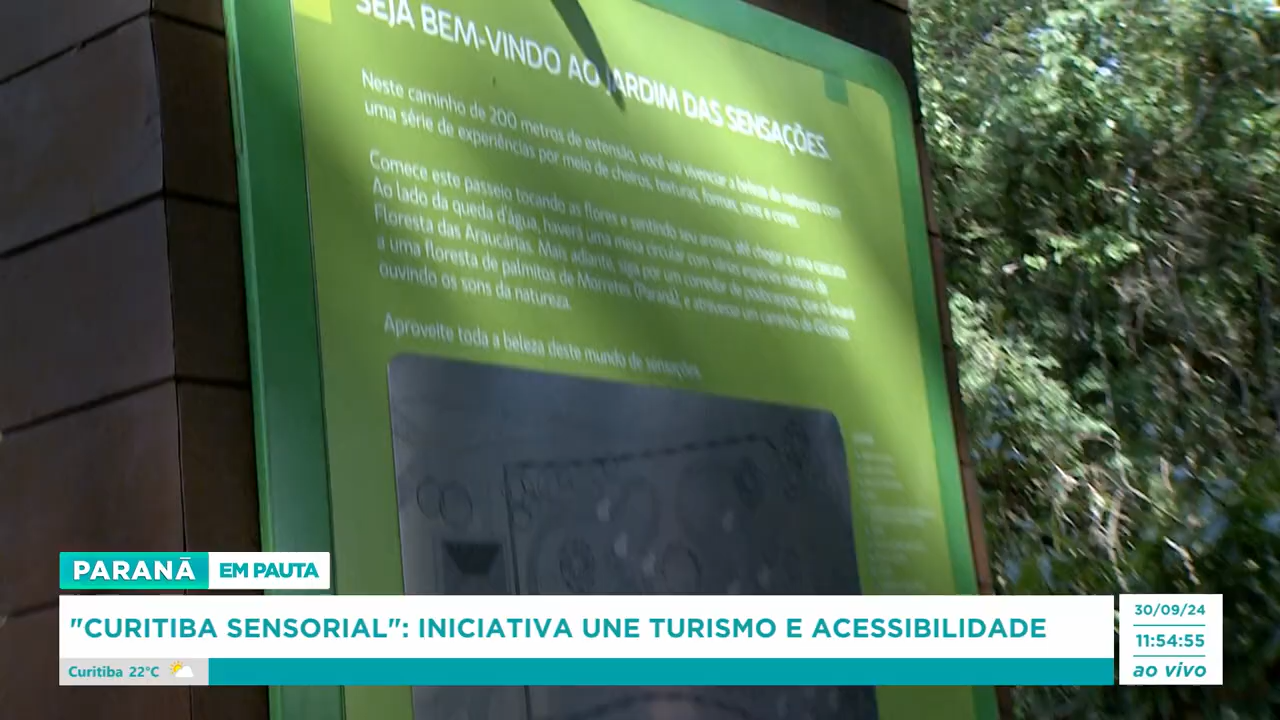 SEJA BEM-VINDO AO JARDIM DAS SENSAÇÕES.
Neste caminho de 200 metros de extensão, você vai vivenciar a beleza da natureza com
uma série de experiências por meio de cheiros, texturas, formas, sons e cores.
Comece este passeio tocando as flores e sentindo seu aroma, até chegar a uma cascata
Ao lado da queda d'água, haverá uma mesa circular com várias espécies nativas da
Floresta das Araucárias. Mais adiante, siga por um corredor de podocarpos, que o levará
a uma floresta de palmitos de Morretes (Paraná), e atravesse um caminho de
ouvindo os sons da natureza.
Aproveite toda a beleza deste mundo de sensações.
PARANĀ EM PAUTA
"CURITIBA SENSORIAL": INICIATIVA UNE TURISMO E ACESSIBILIDADE
Curitiba 22°C
30/09/24
11:54:55
ao vivo